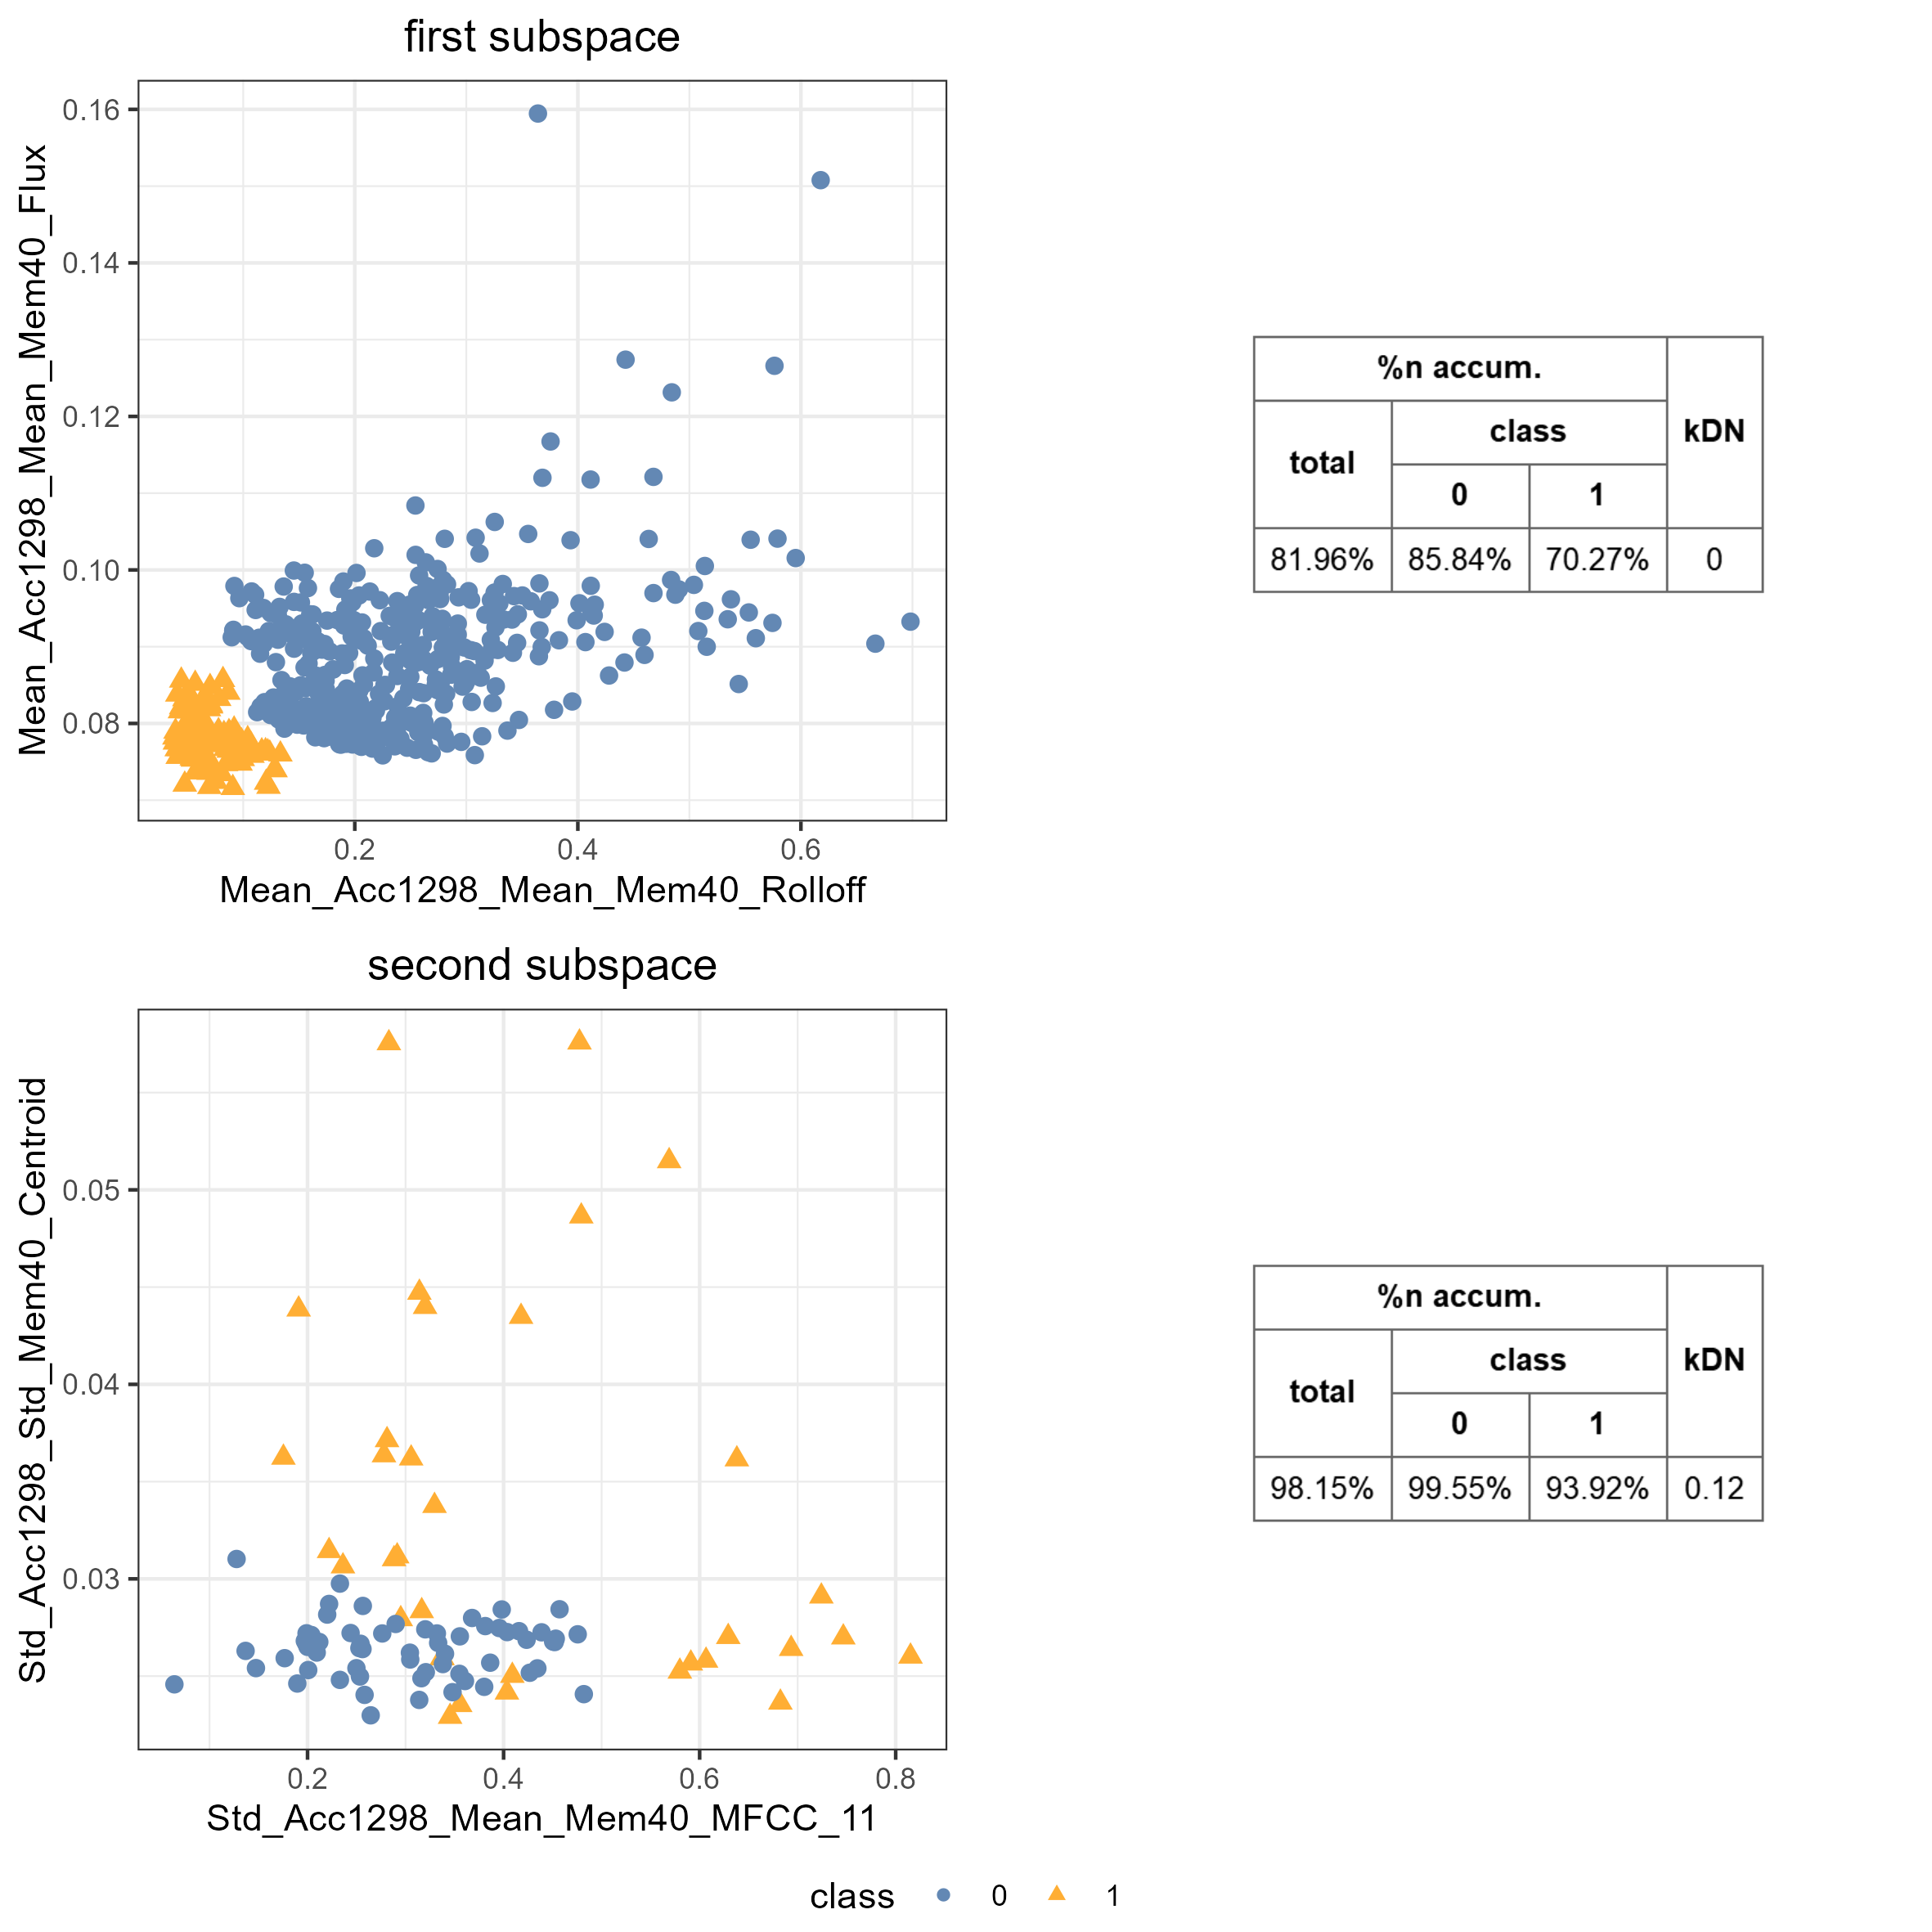 first subspace
Mean_Acc1298_Mean_Mem40_Flux
0.16
0.14
0.12
0.10
0.08
0.2 0.4 0.6
Mean_Acc1298_Mean_Mem40_Rolloff
%n accum.
kDN
total
class
0 1
81.96% 85.84% 70.27% 0
second subspace
Std_Acc1298_Std_Mem40_Centroid
0.05
0.04
0.03
0.2 0.4 0.6 0.8
Std_Acc1298_Mean_Mem40_MFCC_11
%n accum.
kDN
total
class
0 1
98.15% 99.55% 93.92% 0.12
class 0 1